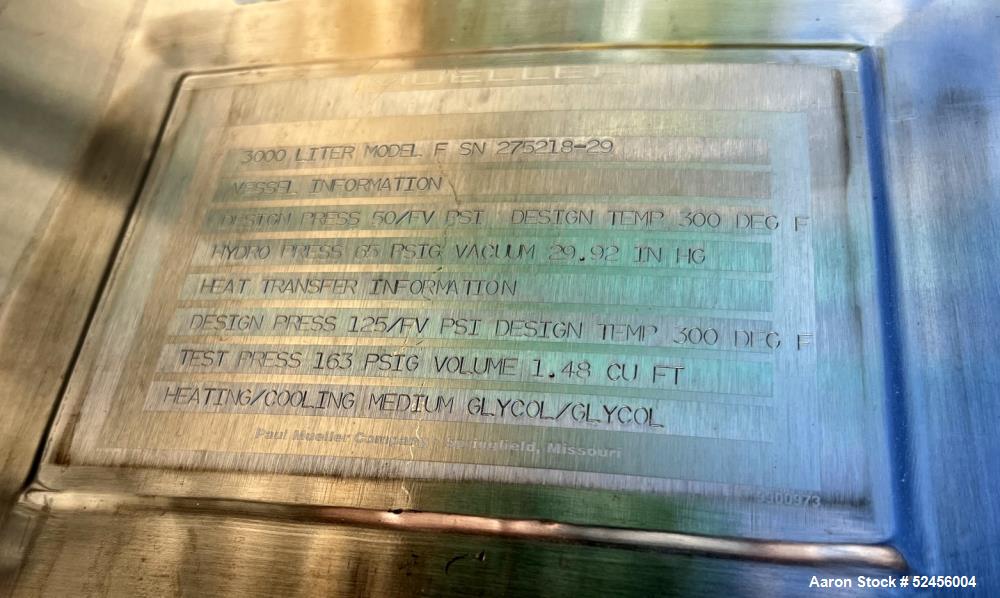 MUELLER
3000 LITER MODEL F SN 275218-29
VESSEL INFORMATION
DESIGN PRESS 50/FV PSI DESIGN TEMP 300 DEG F
HYDRO PRESS 65 PSIG VACUUM 29.92 IN HG
HEAT TRANSFER INFORMATION
DESIGN PRESS 125/FV PSI DESIGN TEMP 300 DEG F
TEST PRESS 163 PSIG VOLUME 1.48 CU FT
HEATING/COOLING MEDIUM GLYCOL/GLYCOL
Paul Mueller Company · Springfield, Missouri
Aaron Stock # 52456004